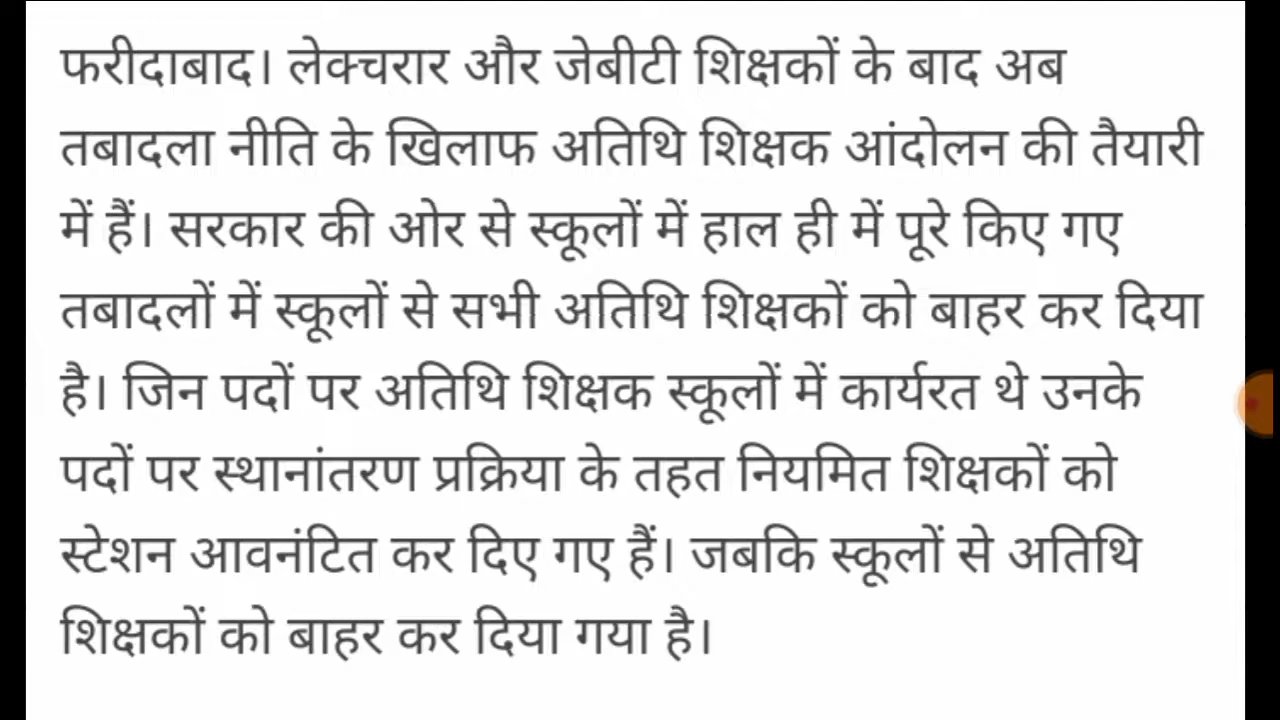 फरीदाबाद। लेक्चरार और जेबीटी शिक्षकों के बाद अब
तबादला नीति के खिलाफ अतिथि शिक्षक आंदोलन की तैयारी
में हैं। सरकार की ओर से स्कूलों में हाल ही में पूरे किए गए
तबादलों में स्कूलों से सभी अतिथि शिक्षकों को बाहर कर दिया
है। जिन पदों पर अतिथि शिक्षक स्कूलों में कार्यरत थे उनके
पदों पर स्थानांतरण प्रक्रिया के तहत नियमित शिक्षकों को
स्टेशन आवनंटित कर दिए गए हैं। जबकि स्कूलों से अतिथि
शिक्षकों को बाहर कर दिया गया है।